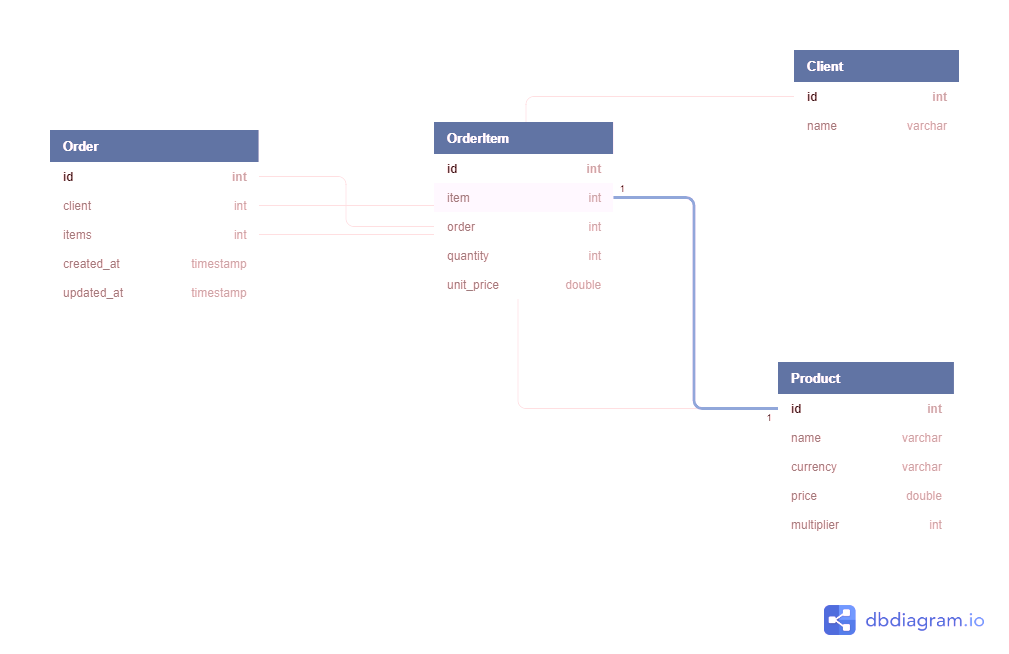 Order
id int
client int
items int
created_at timestamp
updated_at timestamp
OrderItem
id int
item int
order int
quantity int
unit_price double
1
Client
id int
name varchar
1
Product
id int
name varchar
currency varchar
price double
multiplier int
dbdiagram.io